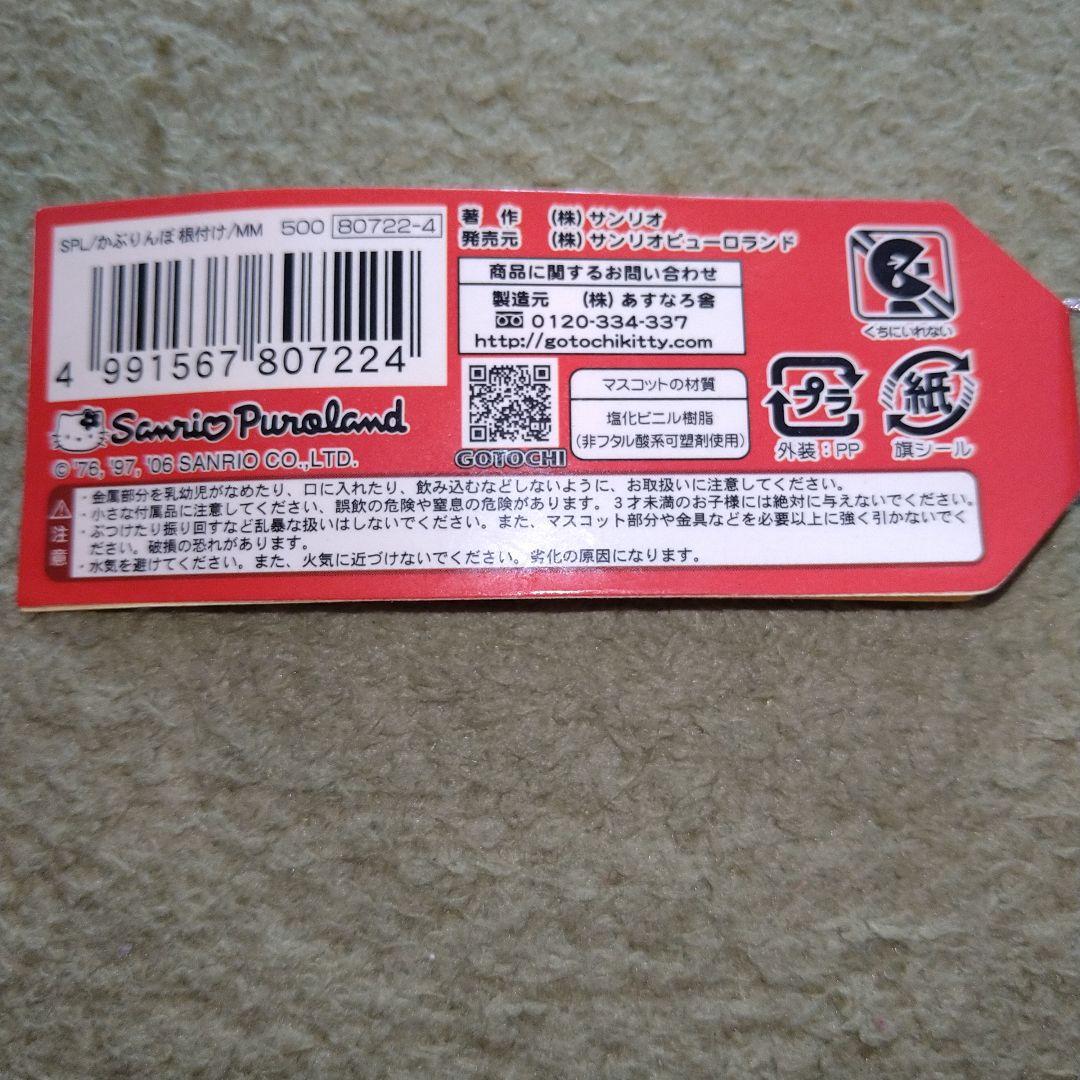 SPL/かぶりんぼ 根付け/MM 500 80722-4
4 991567 807224
Sanrio Puroland
© '76, '97, '06 SANRIO CO.,LTD.
著 作 (株) サンリオ
発売元 (株) サンリオピューロランド
商品に関するお問い合わせ
製造元 (株) あすなろ舎
0120-334-337
http://gotochikitty.com
GOTOCHI
マスコットの材質
塩化ビニル樹脂
(非フタル酸系可塑剤使用)
くちにいれない
プラ
外装:PP
紙
旗シール
注意
・金属部分を乳幼児がなめたり、口に入れたり、飲み込むなどしないように、お取扱いに注意してください。
・小さな付属品に注意してください、誤飲の危険や窒息の危険があります。3才未満のお子様には絶対に与えないでください。
・ぶつけたり振り回すなど乱暴な扱いはしないでください。また、マスコット部分や金具などを必要以上に強く引かないでく
ださい。破損の恐れがあります。
・水気を避けてください。また、火気に近づけないでください。劣化の原因になります。